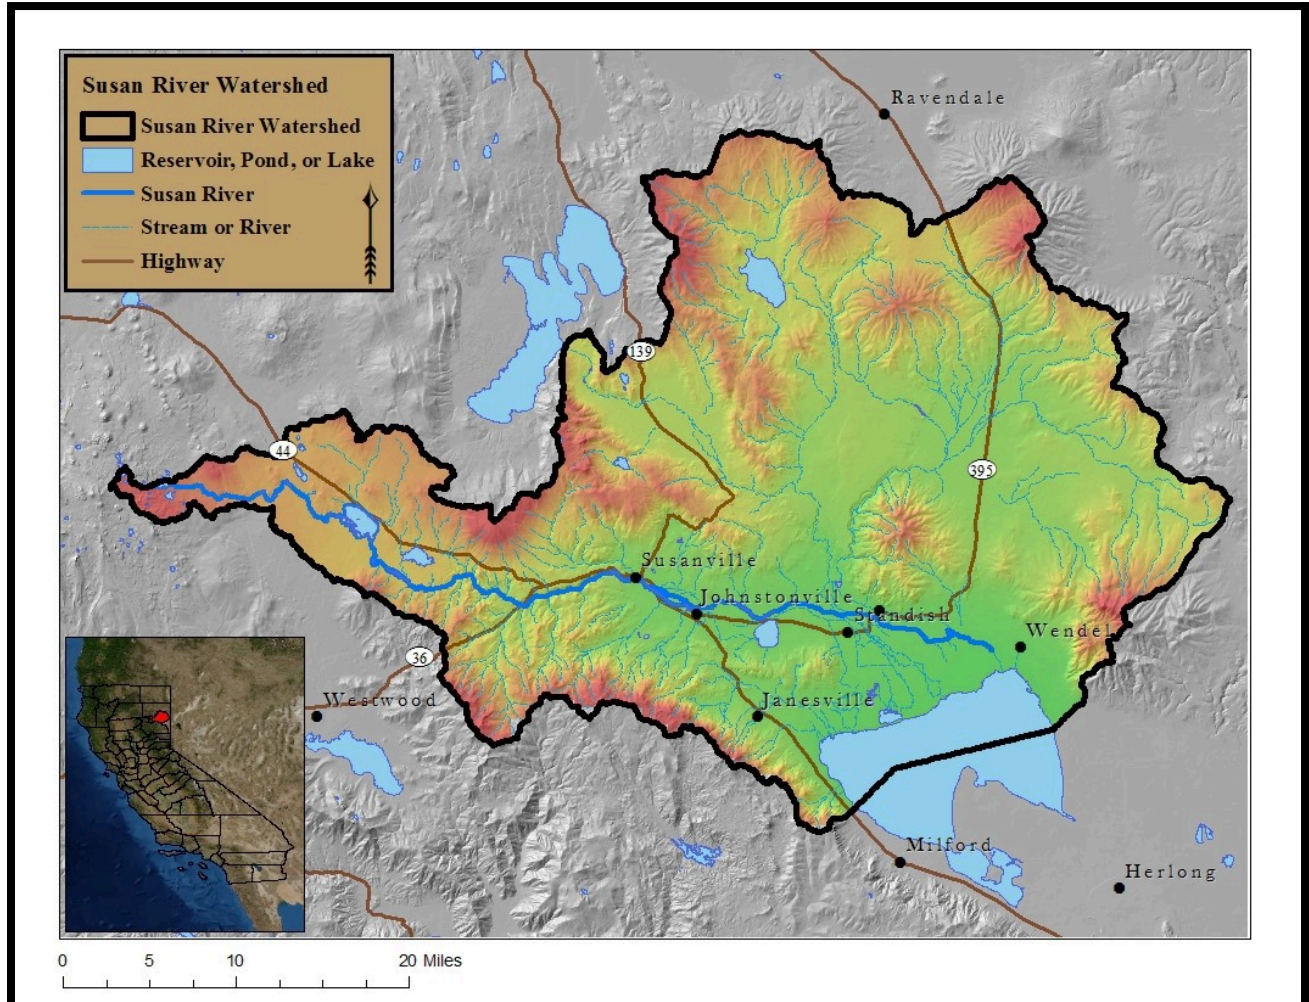 Susan River Watershed
Susan River Watershed
Reservoir, Pond, or Lake
Susan River
Stream or River
Highway
Ravendale
139
44
395
Susanville
Johnstonville
Standish
Wendel
36
Westwood
Janesville
Milford
Herlong
0 5 10 20 Miles